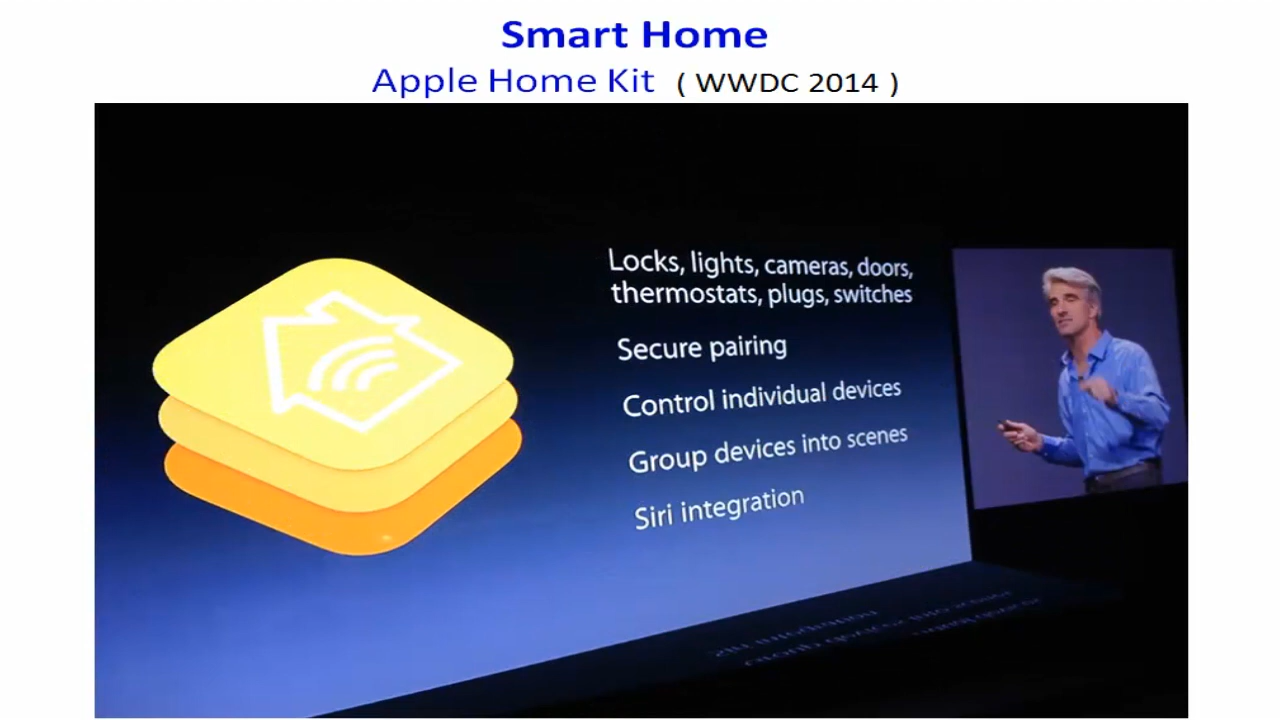 Smart Home
Apple Home Kit ( WWDC 2014 )
Locks, lights, cameras, doors,
thermostats, plugs, switches
Secure pairing
Control individual devices
Group devices into scenes
Siri integration